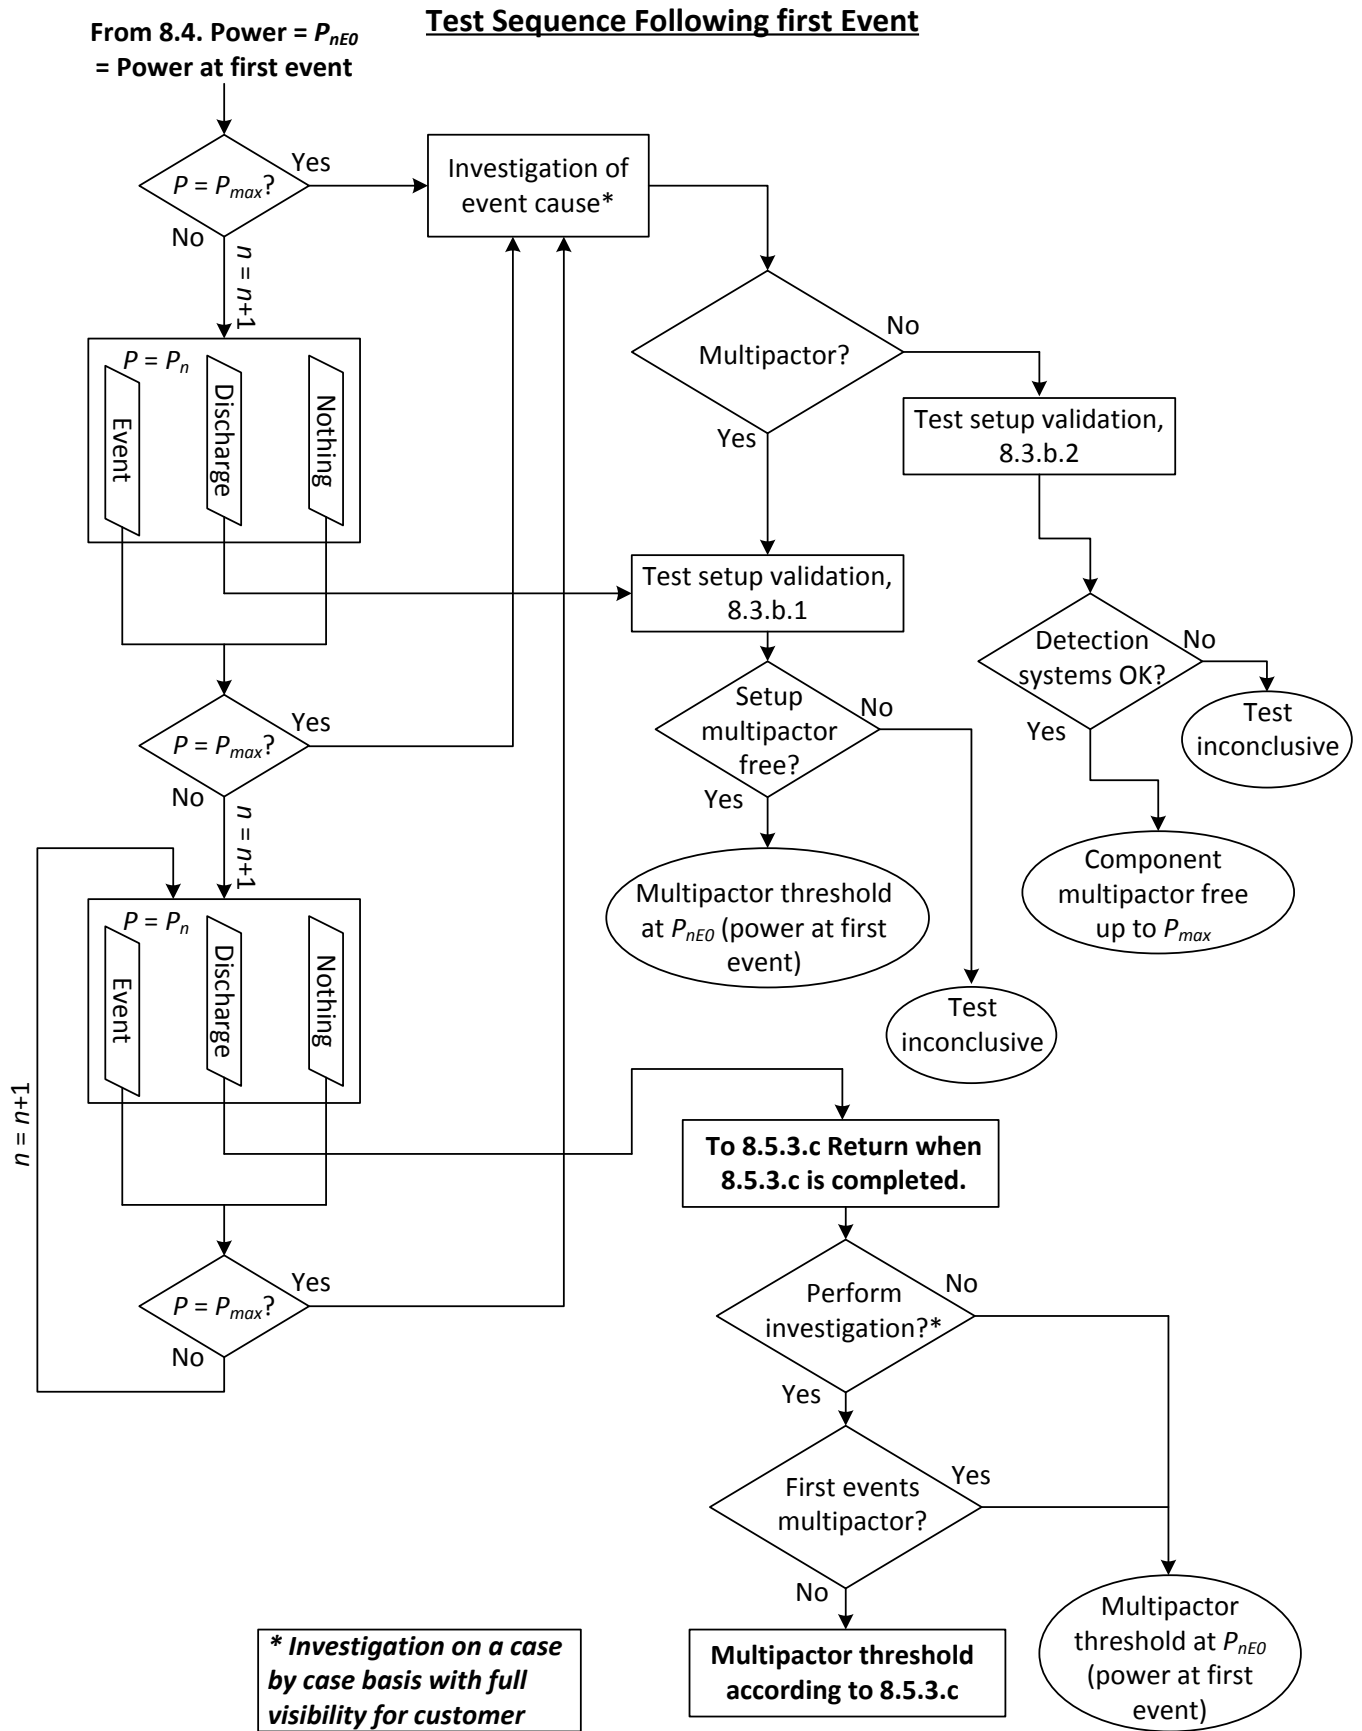 Test Sequence Following first Event
From 8.4. Power = PnE0
= Power at first event
P = Pmax?
Yes
No
n = n+1
Investigation of
event cause*
P = Pn
Event
Discharge
Nothing
Multipactor?
No
Yes
Test setup validation,
8.3.b.2
Test setup validation,
8.3.b.1
Detection
systems OK?
No
Yes
Test
inconclusive
Component
multipactor free
up to Pmax
Setup
multipactor
free?
No
Yes
Multipactor threshold
at PnE0 (power at first
event)
Test
inconclusive
P = Pmax?
Yes
No
n = n+1
P = Pn
Event
Discharge
Nothing
n = n+1
P = Pmax?
Yes
No
To 8.5.3.c Return when
8.5.3.c is completed.
Perform
investigation?*
No
Yes
First events
multipactor?
Yes
No
Multipactor threshold
according to 8.5.3.c
Multipactor
threshold at PnE0
(power at first
event)
* Investigation on a case
by case basis with full
visibility for customer